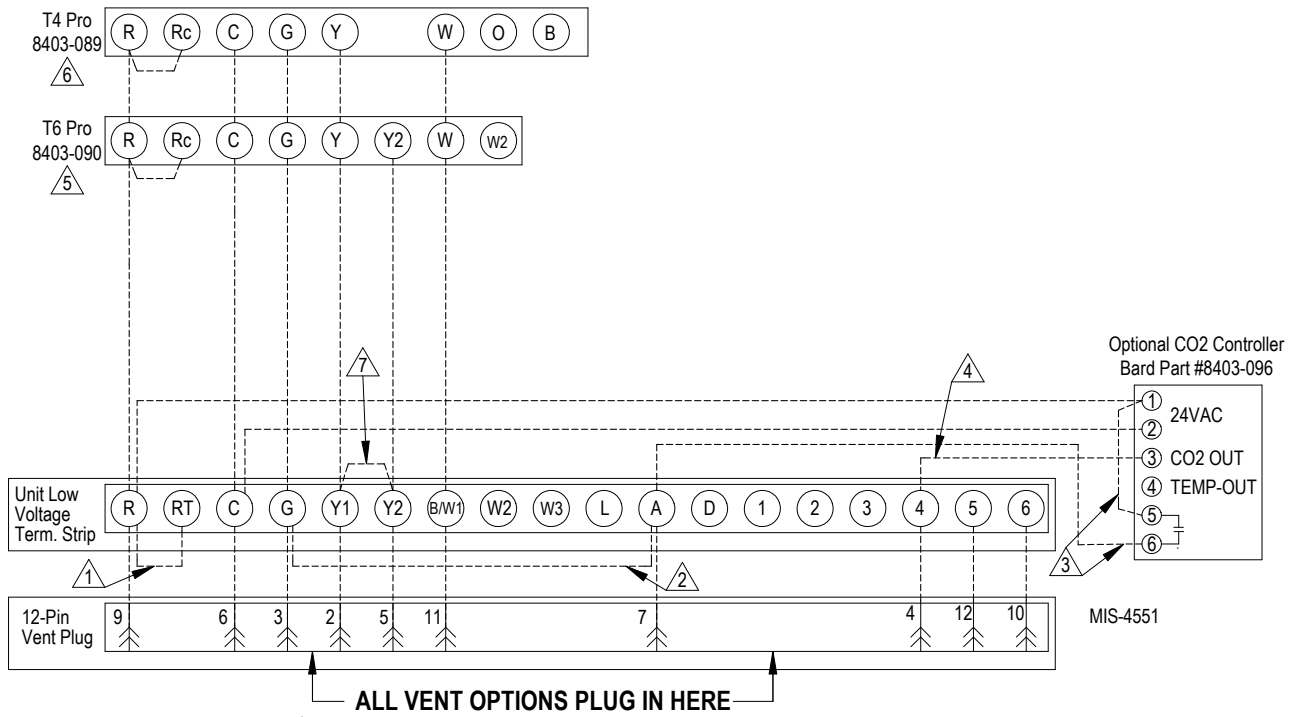 T4 Pro
8403-089
6
R Rc C G Y W O B
T6 Pro
8403-090
5
R Rc C G Y Y2 W W2
7
4
Optional CO2 Controller
Bard Part #8403-096
1
24VAC
2
3 CO2 OUT
4 TEMP-OUT
5
6
3
Unit Low
Voltage
Term. Strip
R RT C G Y1 Y2 B/W1 W2 W3 L A D 1 2 3 4 5 6
1
2
12-Pin
Vent Plug
9 6 3 2 5 11 7 4 12 10
MIS-4551
ALL VENT OPTIONS PLUG IN HERE